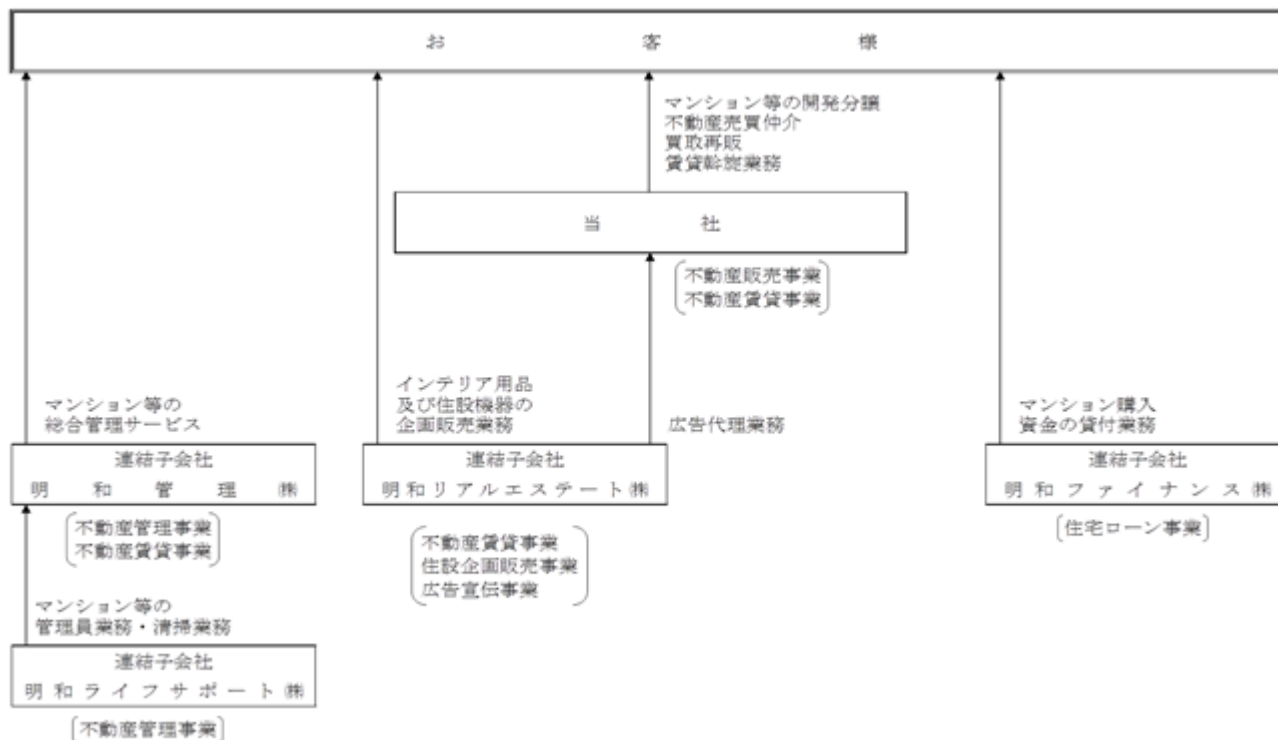 お客様
マンション等の開発分譲
不動産売買仲介
買取再販
賃貸斡旋業務
当社
不動産販売事業
不動産賃貸事業
マンション等の
総合管理サービス
インテリア用品
及び住設機器の
企画販売業務
広告代理業務
マンション購入
資金の貸付業務
連結子会社
明和管理㈱
連結子会社
明和リアルエステート㈱
連結子会社
明和ファイナンス㈱
不動産管理事業
不動産賃貸事業
不動産賃貸事業
住設企画販売事業
広告宣伝事業
住宅ローン事業
マンション等の
管理員業務・清掃業務
連結子会社
明和ライフサポート㈱
不動産管理事業